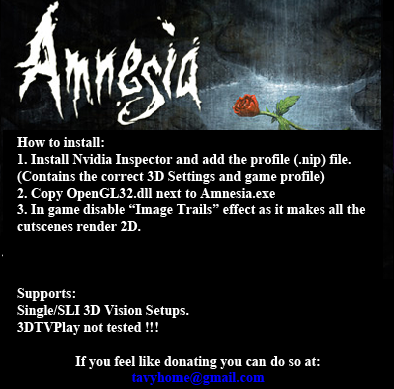 Amnesia
How to install:
1. Install Nvidia Inspector and add the profile (.nip) file.
(Contains the correct 3D Settings and game profile)
2. Copy OpenGL32.dll next to Amnesia.exe
3. In game disable “Image Trails” effect as it makes all the
cutscenes render 2D.
Supports:
Single/SLI 3D Vision Setups.
3DTVPlay not tested !!!
If you feel like donating you can do so at:
tavyhome@gmail.com